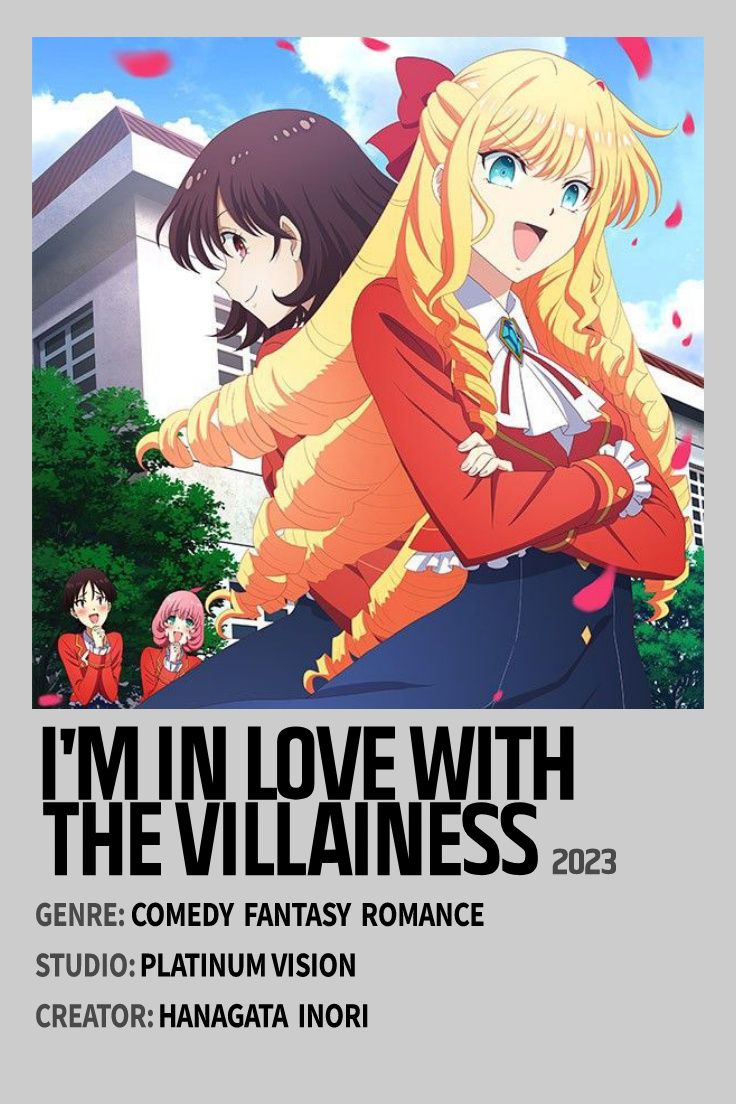 I'M IN LOVE WITH
THE VILLAINESS 2023
GENRE: COMEDY FANTASY ROMANCE
STUDIO: PLATINUM VISION
CREATOR: HANAGATA INORI